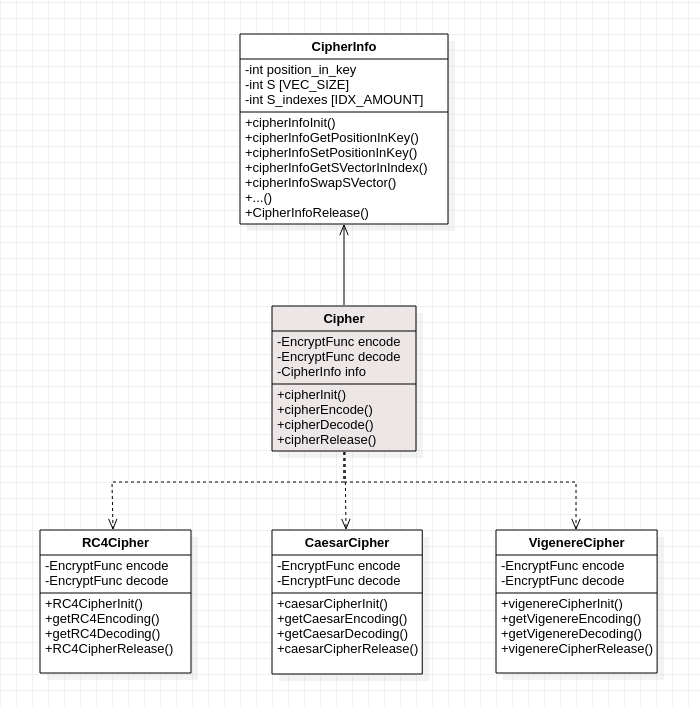 CipherInfo
-int position_in_key
-int S [VEC_SIZE]
-int S_indexes [IDX_AMOUNT]
+cipherInfoInit()
+cipherInfoGetPositionInKey()
+cipherInfoSetPositionInKey()
+cipherInfoGetSVectorInIndex()
+cipherInfoSwapSVector()
+...()
+CipherInfoRelease()
Cipher
-EncryptFunc encode
-EncryptFunc decode
-CipherInfo info
+cipherInit()
+cipherEncode()
+cipherDecode()
+cipherRelease()
RC4Cipher
-EncryptFunc encode
-EncryptFunc decode
+RC4CipherInit()
+getRC4Encoding()
+getRC4Decoding()
+RC4CipherRelease()
CaesarCipher
-EncryptFunc encode
-EncryptFunc decode
+caesarCipherInit()
+getCaesarEncoding()
+getCaesarDecoding()
+caesarCipherRelease()
VigenereCipher
-EncryptFunc encode
-EncryptFunc decode
+vigenereCipherInit()
+getVigenereEncoding()
+getVigenereDecoding()
+vigenereCipherRelease()